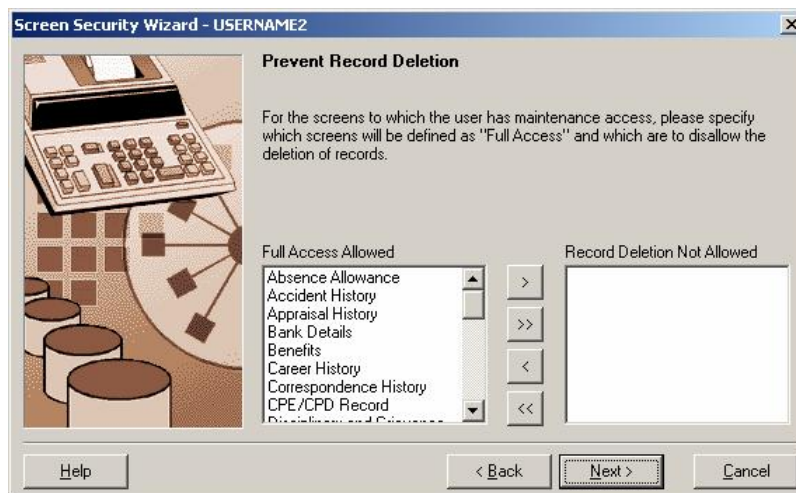 Screen Security Wizard - USERNAME2
Prevent Record Deletion
For the screens to which the user has maintenance access, please specify
which screens will be defined as "Full Access" and which are to disallow the
deletion of records.
Full Access Allowed
Record Deletion Not Allowed
Absence Allowance
Accident History
Appraisal History
Bank Details
Benefits
Career History
Correspondence History
CPE/CPD Record
Disciplinary and Grievance
>
>>
<
<<
Help
< Back
Next >
Cancel